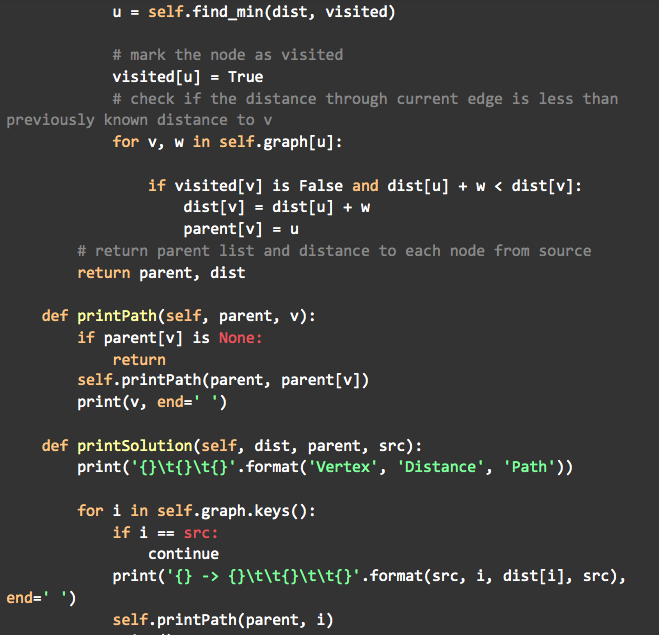 u = self.find_min(dist, visited)
# mark the node as visited
visited[u] = True
# check if the distance through current edge is less than
previously known distance to v
for v, w in self.graph[u]:
if visited[v] is False and dist[u] + w < dist[v]:
dist[v] = dist[u] + w
parent[v] = u
# return parent list and distance to each node from source
return parent, dist
def printPath(self, parent, v):
if parent[v] is None:
return
self.printPath(parent, parent[v])
print(v, end=' ')
def printSolution(self, dist, parent, src):
print('{}\t{}\t{}'.format('Vertex', 'Distance', 'Path'))
for i in self.graph.keys():
if i == src:
continue
print('{} -> {}\t\t{}\t\t{}'.format(src, i, dist[i], src),
end=' ')
self.printPath(parent, i)